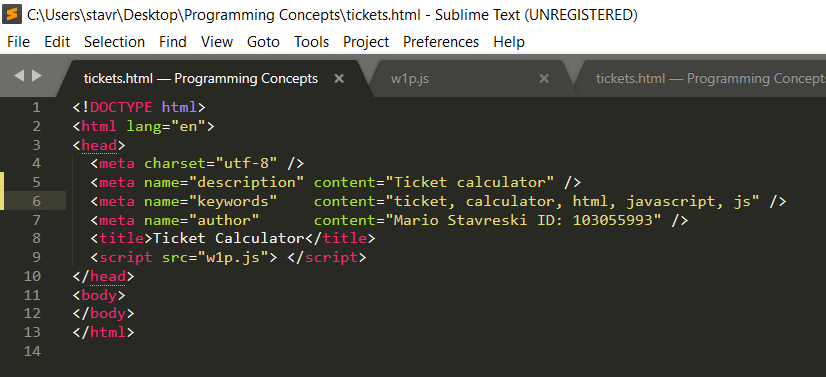 C:\Users\stavr\Desktop\Programming Concepts\tickets.html - Sublime Text (UNREGISTERED)
File Edit Selection Find View Goto Tools Project Preferences Help
tickets.html — Programming Concepts × w1p.js × tickets.html — Programming Concept
1 <!DOCTYPE html>
2 <html lang="en">
3 <head>
4 <meta charset="utf-8" />
5 <meta name="description" content="Ticket calculator" />
6 <meta name="keywords" content="ticket, calculator, html, javascript, js" />
7 <meta name="author" content="Mario Stavreski ID: 103055993" />
8 <title>Ticket Calculator</title>
9 <script src="w1p.js"> </script>
10 </head>
11 <body>
12 </body>
13 </html>
14